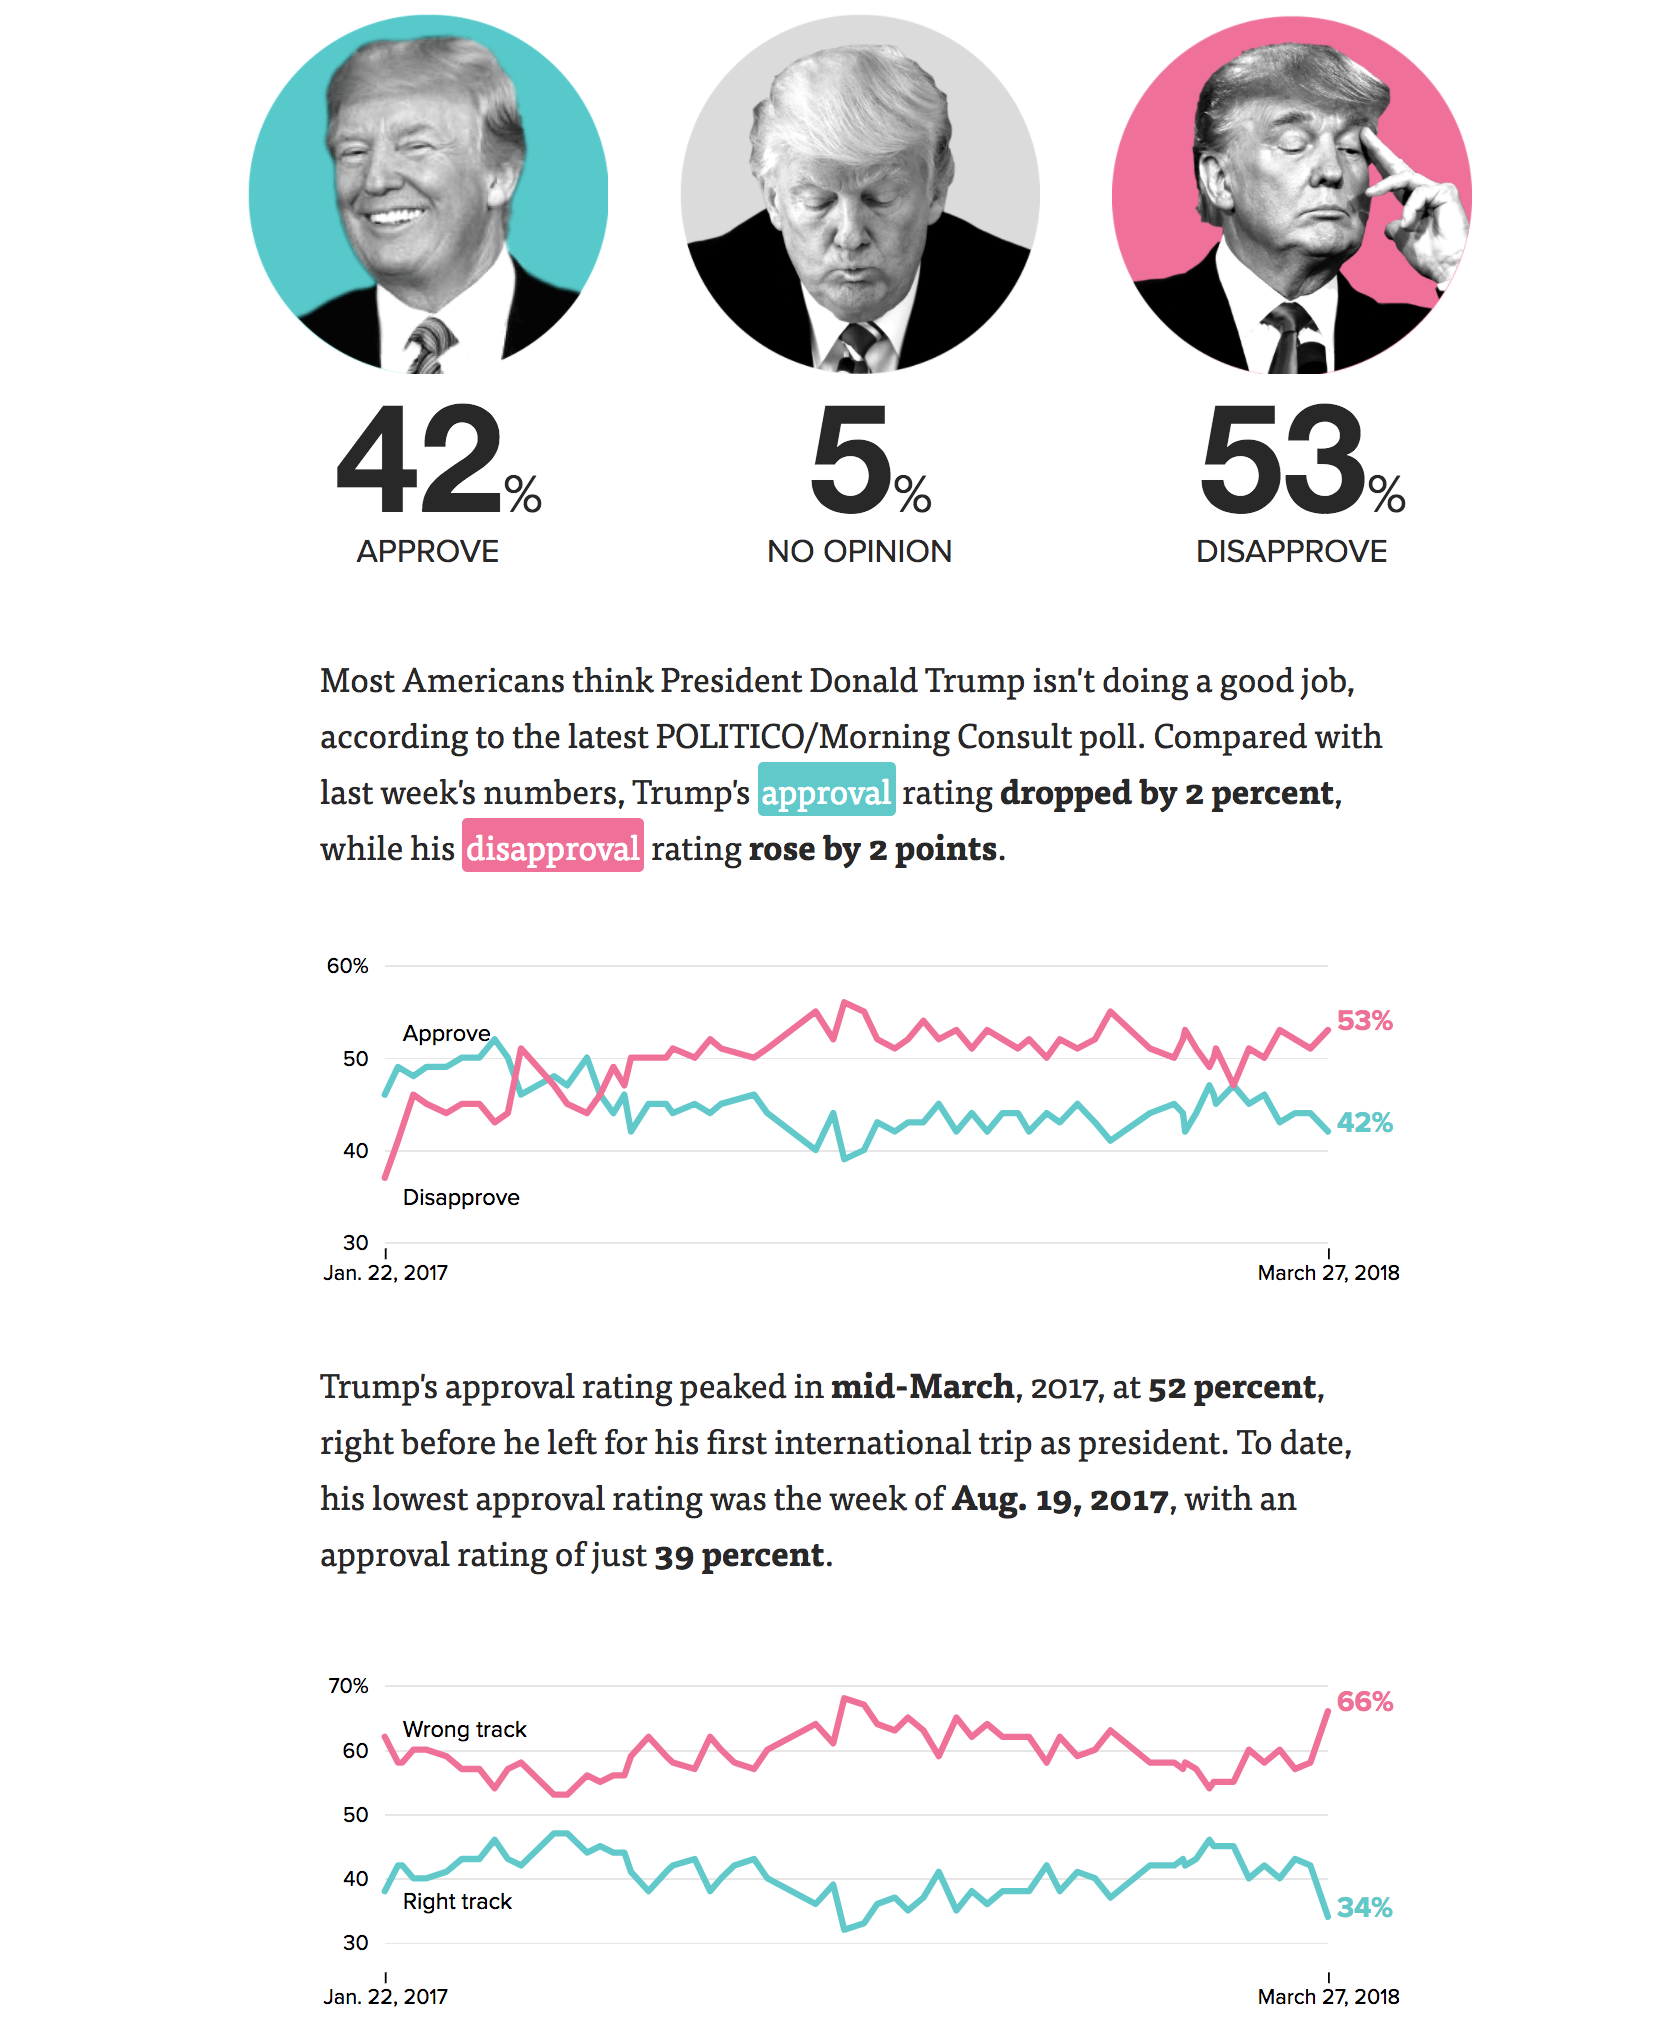 42%
APPROVE
5%
NO OPINION
53%
DISAPPROVE
Most Americans think President Donald Trump isn't doing a good job,
according to the latest POLITICO/Morning Consult poll. Compared with
last week's numbers, Trump's approval rating dropped by 2 percent,
while his disapproval rating rose by 2 points.
60%
Approve
53%
50
42%
40
Disapprove
30
Jan. 22, 2017
March 27, 2018
Trump's approval rating peaked in mid-March, 2017, at 52 percent,
right before he left for his first international trip as president. To date,
his lowest approval rating was the week of Aug. 19, 2017, with an
approval rating of just 39 percent.
70%
66%
Wrong track
60
50
40
Right track
34%
30
Jan. 22, 2017
March 27, 2018